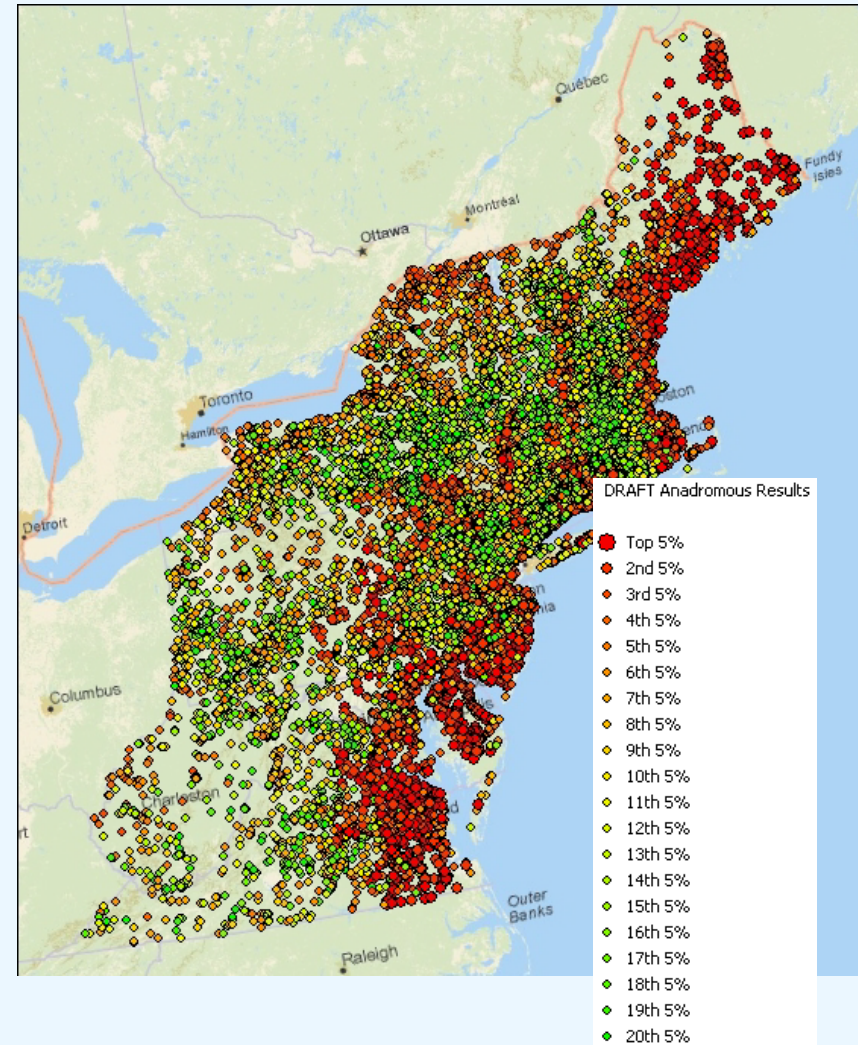 Québec
Fundy
Isles
Montréal
Ottawa
Toronto
Hamilton
oston
Detroit
Columbus
Charleston
Outer
Banks
Raleigh
DRAFT Anadromous Results
Top 5%
2nd 5%
3rd 5%
4th 5%
5th 5%
6th 5%
7th 5%
8th 5%
9th 5%
10th 5%
11th 5%
12th 5%
13th 5%
14th 5%
15th 5%
16th 5%
17th 5%
18th 5%
19th 5%
20th 5%